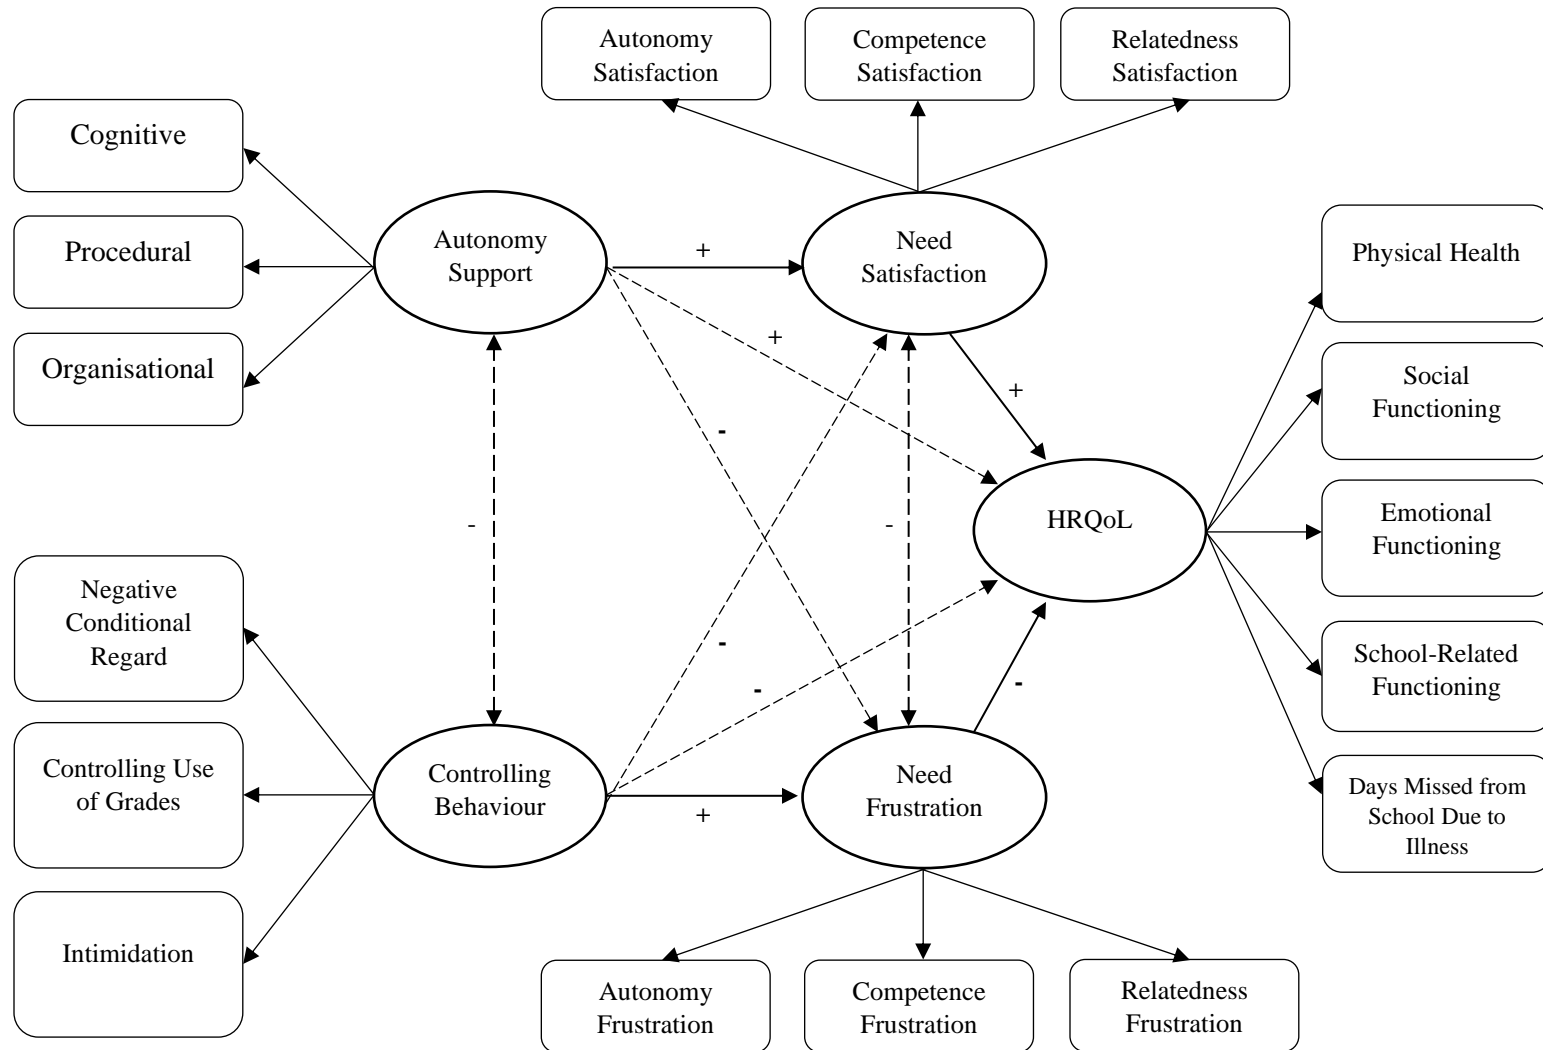 Autonomy
Satisfaction
Competence
Satisfaction
Relatedness
Satisfaction
Cognitive
Procedural
Organisational
Autonomy
Support
+
Need
Satisfaction
+
+
-
-
-
HRQoL
Physical Health
Social
Functioning
Emotional
Functioning
School-Related
Functioning
Days Missed from
School Due to
Illness
Negative
Conditional
Regard
Controlling Use
of Grades
Intimidation
Controlling
Behaviour
-
-
-
+
Need
Frustration
Autonomy
Frustration
Competence
Frustration
Relatedness
Frustration